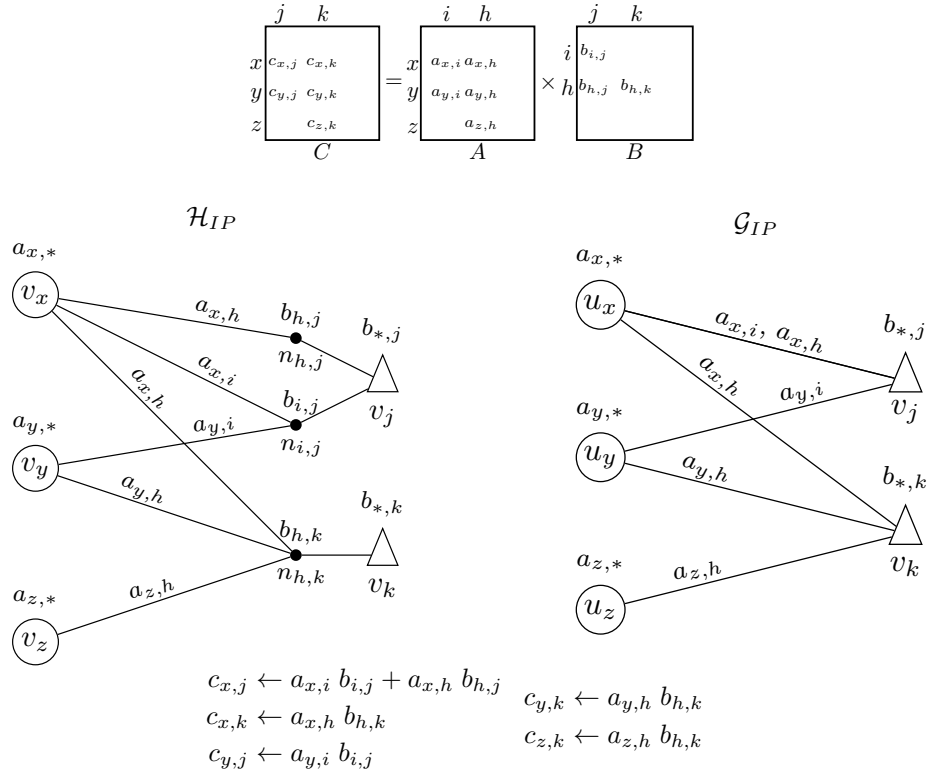 j k i h j k
x c_{x,j} c_{x,k} x a_{x,i} a_{x,h} i b_{i,j}
= × h b_{h,j} b_{h,k}
y c_{y,j} c_{y,k} y a_{y,i} a_{y,h}
z c_{z,k} z a_{z,h}
C A B
\mathcal{H}_{IP}
a_{x,*}
v_x
a_{x,h}
b_{h,j}
n_{h,j}
b_{*,j}
v_j
a_{x,i}
a_{x,h}
b_{i,j}
n_{i,j}
a_{y,*}
v_y
a_{y,i}
a_{y,h}
b_{h,k}
n_{h,k}
b_{*,k}
v_k
a_{z,*}
v_z
a_{z,h}
\mathcal{G}_{IP}
a_{x,*}
u_x
a_{x,i}, a_{x,h}
a_{x,h}
b_{*,j}
v_j
a_{y,*}
u_y
a_{y,i}
a_{y,h}
b_{*,k}
v_k
a_{z,*}
u_z
a_{z,h}
c_{x,j} ← a_{x,i} b_{i,j} + a_{x,h} b_{h,j}
c_{x,k} ← a_{x,h} b_{h,k}
c_{y,j} ← a_{y,i} b_{i,j}
c_{y,k} ← a_{y,h} b_{h,k}
c_{z,k} ← a_{z,h} b_{h,k}